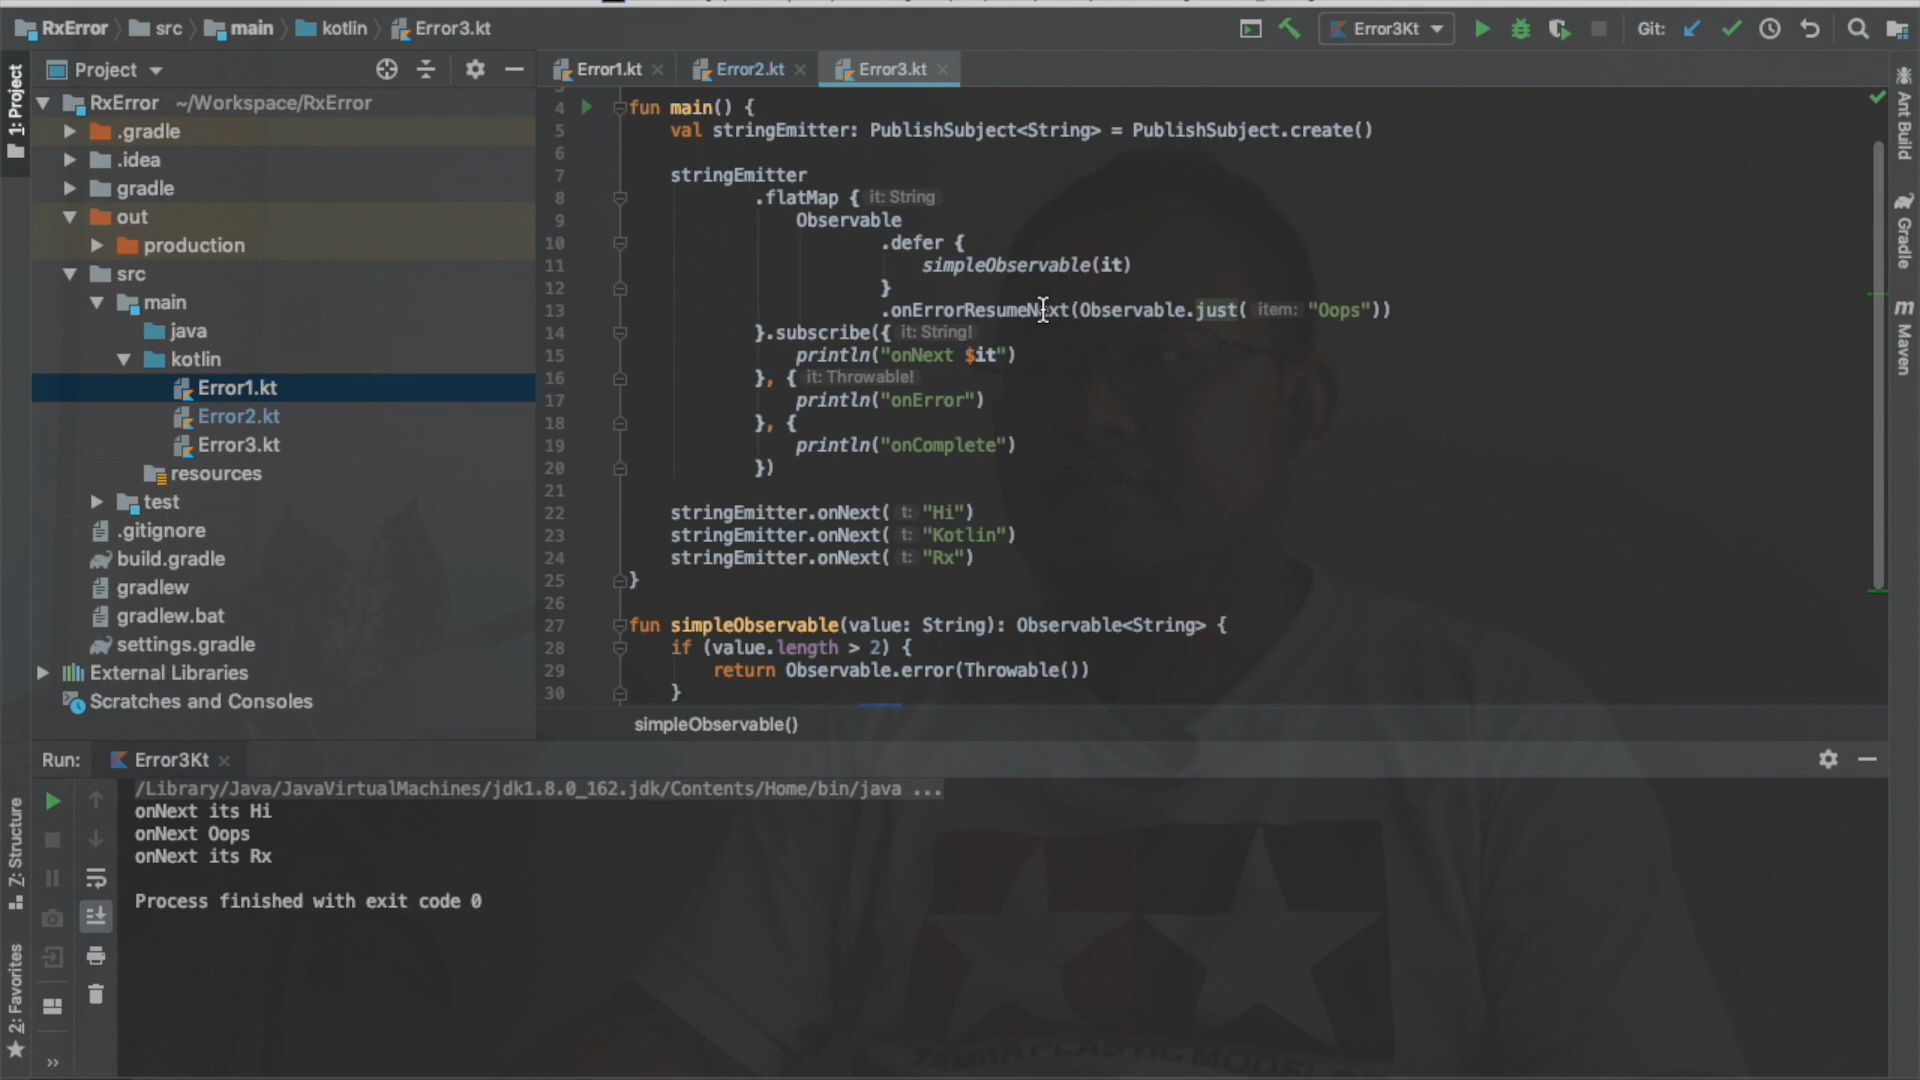 RxError src main kotlin Error3.kt Error3Kt Git:
1: Project
Project
Error1.kt Error2.kt Error3.kt
RxError ~/Workspace/RxError
.gradle
.idea
gradle
out
production
src
main
java
kotlin
Error1.kt
Error2.kt
Error3.kt
resources
test
.gitignore
build.gradle
gradlew
gradlew.bat
settings.gradle
External Libraries
Scratches and Consoles
4 fun main() {
5 val stringEmitter: PublishSubject<String> = PublishSubject.create()
6
7 stringEmitter
8 .flatMap { it: String
9 Observable
10 .defer {
11 simpleObservable(it)
12 }
13 .onErrorResumeNext(Observable.just( item: "Oops"))
14 }.subscribe({ it: String!
15 println("onNext $it")
16 }, { it: Throwable!
17 println("onError")
18 }, {
19 println("onComplete")
20 })
21
22 stringEmitter.onNext( t: "Hi")
23 stringEmitter.onNext( t: "Kotlin")
24 stringEmitter.onNext( t: "Rx")
25 }
26
27 fun simpleObservable(value: String): Observable<String> {
28 if (value.length > 2) {
29 return Observable.error(Throwable())
30 }
simpleObservable()
Ant Build
Gradle
Maven
Run: Error3Kt
/Library/Java/JavaVirtualMachines/jdk1.8.0_162.jdk/Contents/Home/bin/java ...
onNext its Hi
onNext Oops
onNext its Rx
Process finished with exit code 0
Z: Structure
2: Favorites
TAMIYA PLASTIC MODEL